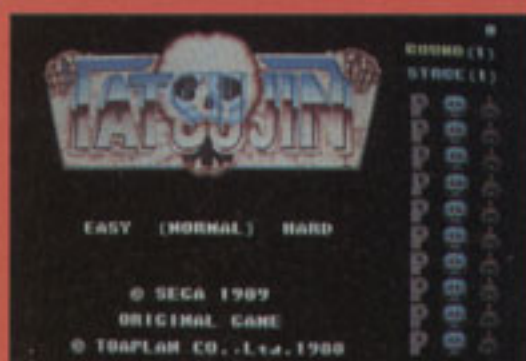 TATSUJIN
ROUND(1)
STAGE(1)
EASY (NORMAL) HARD
© SEGA 1989
ORIGINAL GAME
© TOAPLAN CO.,Ltd.1988